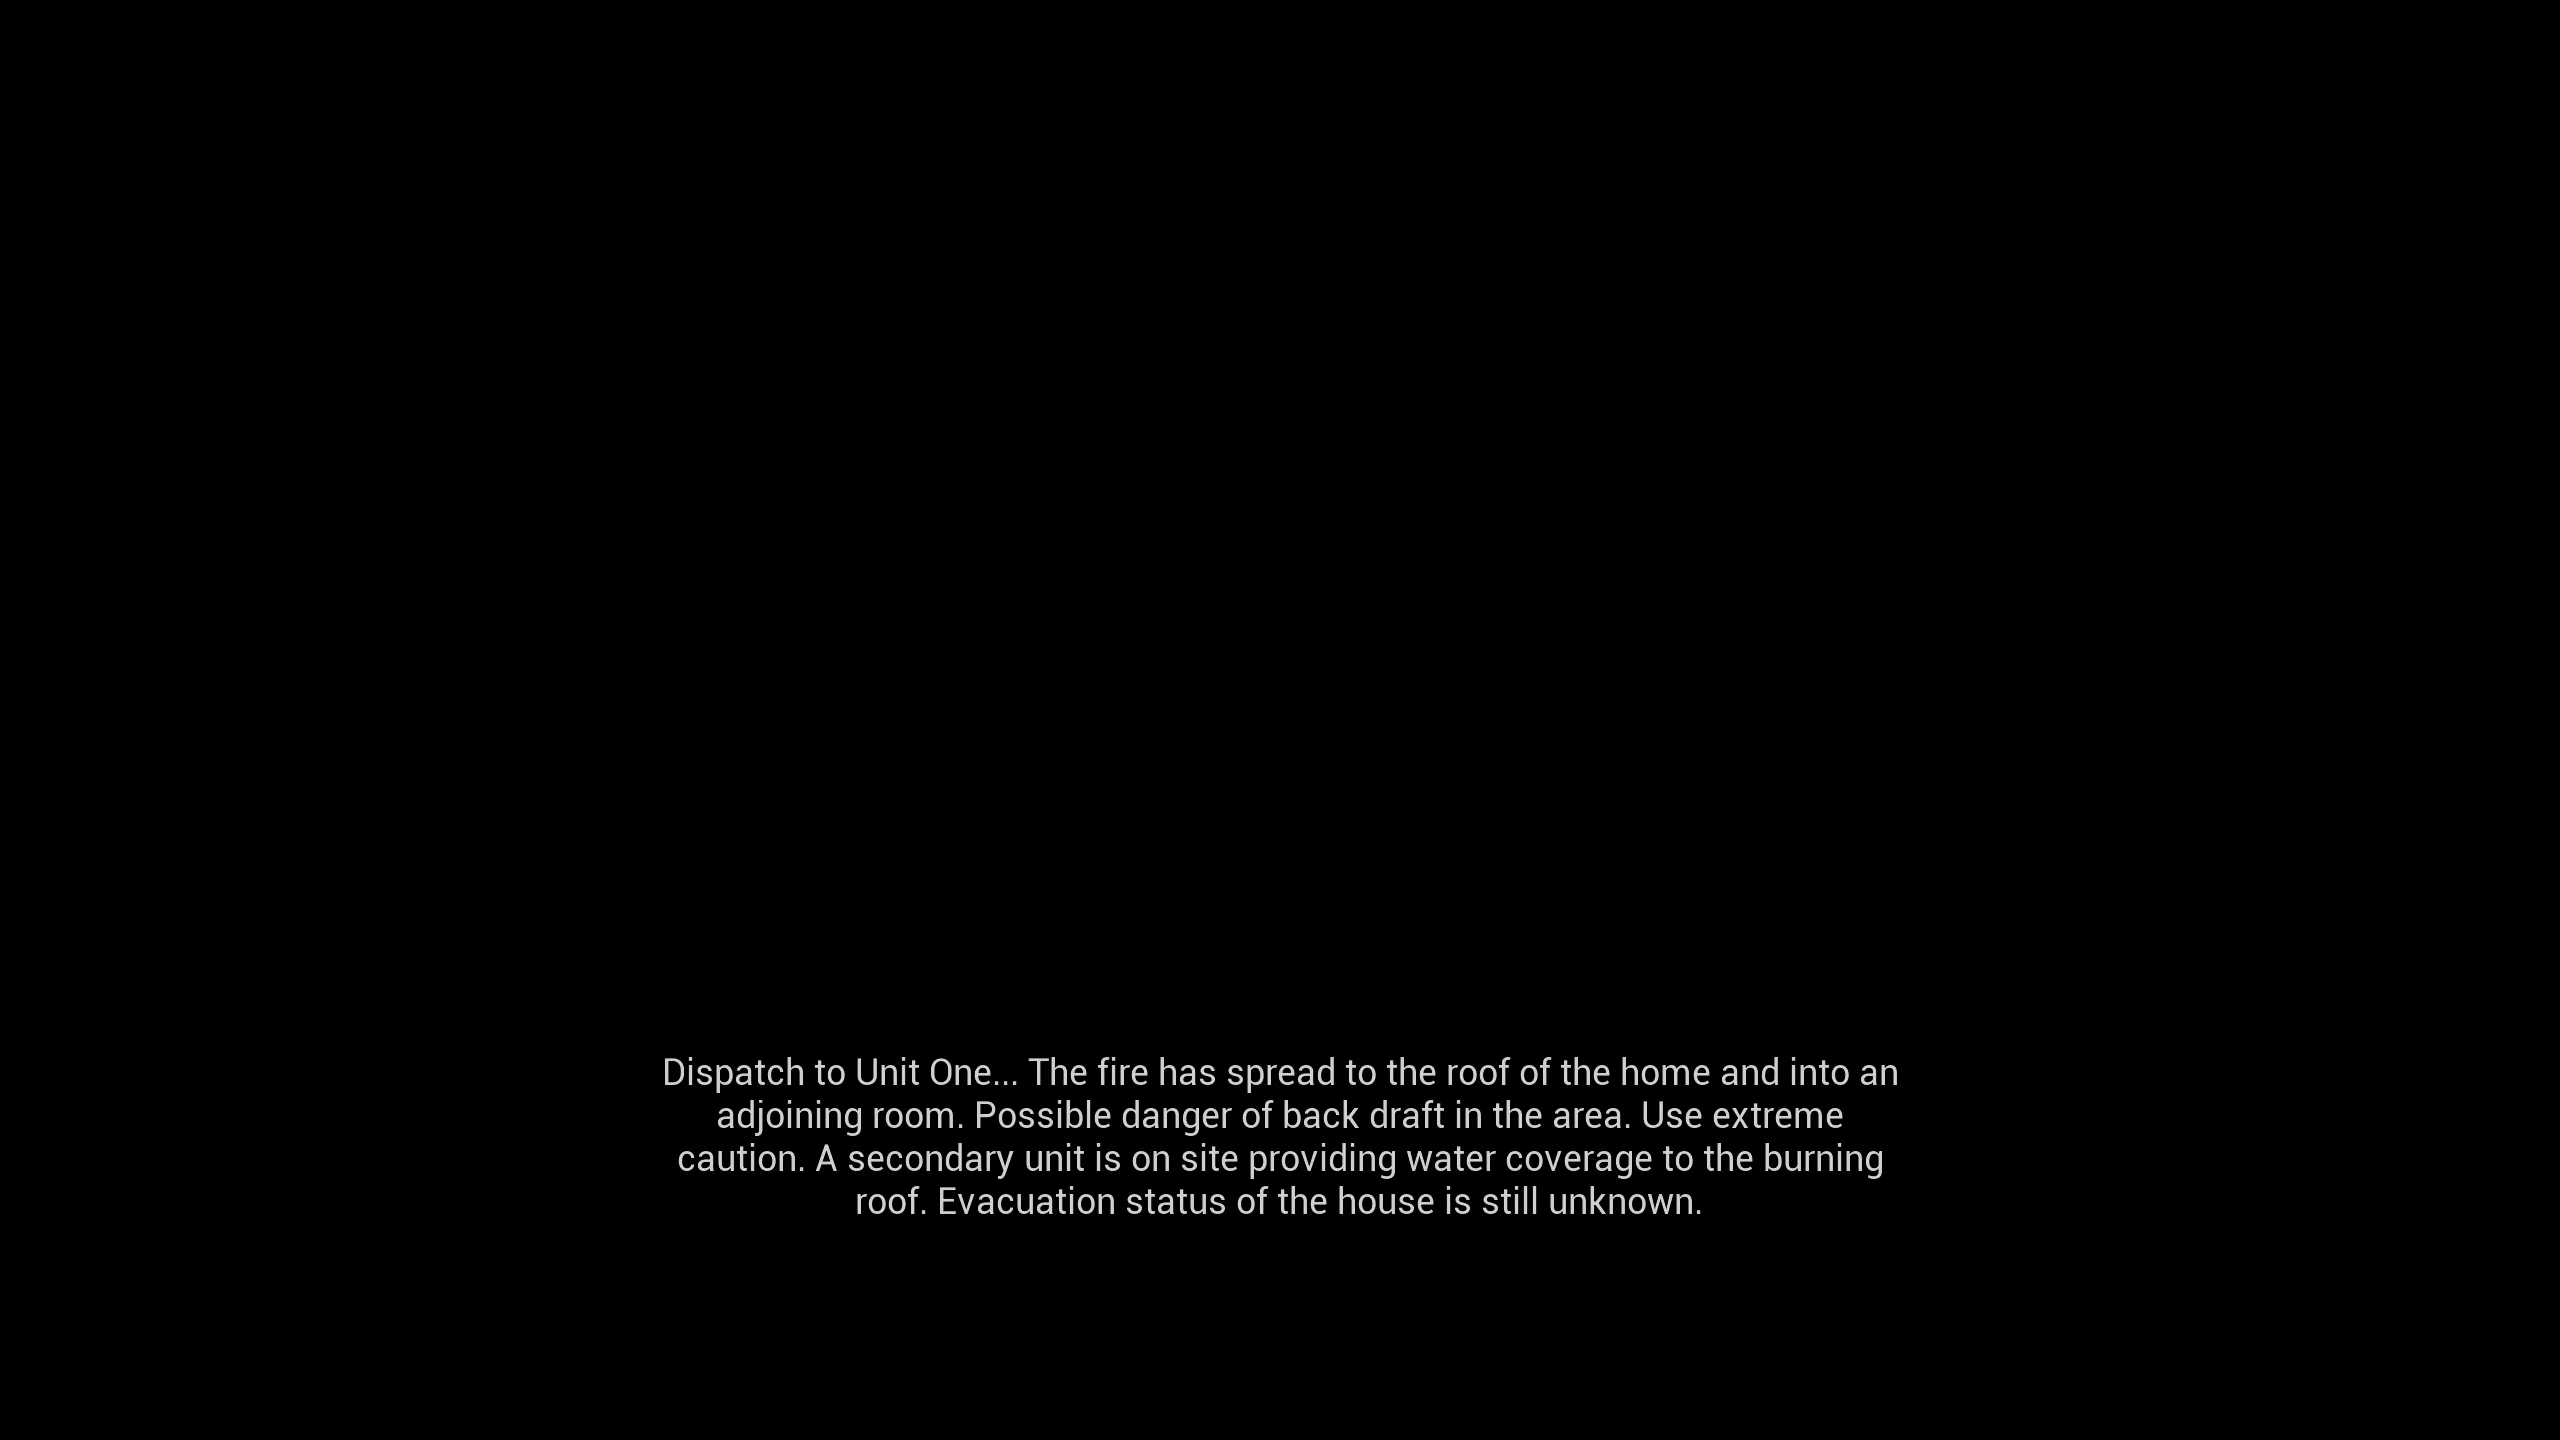 Dispatch to Unit One... The fire has spread to the roof of the home and into an
adjoining room. Possible danger of back draft in the area. Use extreme
caution. A secondary unit is on site providing water coverage to the burning
roof. Evacuation status of the house is still unknown.